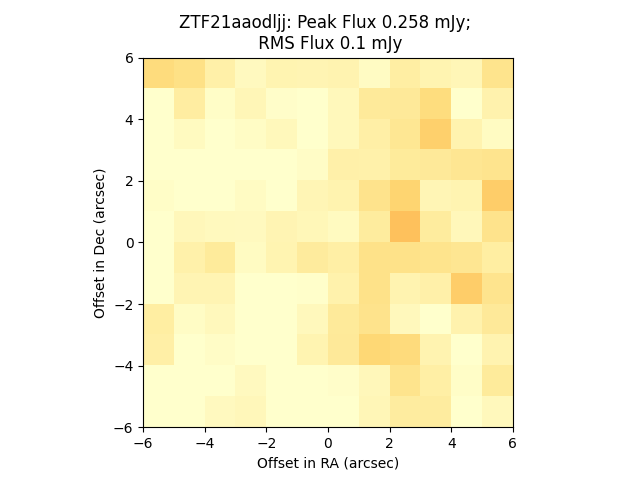 ZTF21aaodljj: Peak Flux 0.258 mJy;
RMS Flux 0.1 mJy
6
4
2
0
−2
−4
−6
Offset in Dec (arcsec)
−6 −4 −2 0 2 4 6
Offset in RA (arcsec)